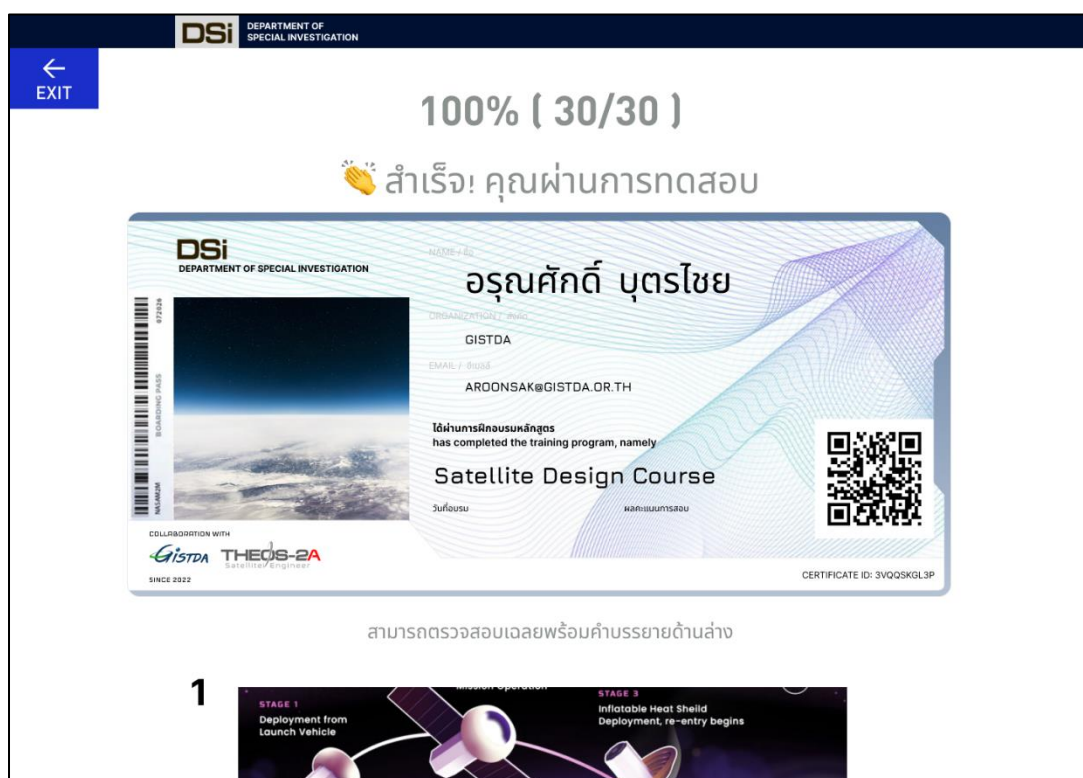 DSi DEPARTMENT OF
SPECIAL INVESTIGATION
←
EXIT
100% ( 30/30 )
👏 สำเร็จ! คุณผ่านการทดสอบ
DSi
DEPARTMENT OF SPECIAL INVESTIGATION
072626
BOARDING PASS
NASAM2M
NAME / ชื่อ
อรุณศักดิ์ บุตรไชย
ORGANIZATION / สังกัด
GISTDA
EMAIL / อีเมลล์
AROONSAK@GISTDA.OR.TH
ได้ผ่านการฝึกอบรมหลักสูตร
has completed the training program, namely
Satellite Design Course
วันที่อบรม
ผลคะแนนการสอบ
COLLABORATION WITH
GISTDA THEOS-2A
Satellite Engineer
SINCE 2022
CERTIFICATE ID: 3VQQSKGL3P
สามารถตรวจสอบเฉลยพร้อมคำบรรยายด้านล่าง
1
Mission Operation
STAGE 1
Deployment from
Launch Vehicle
STAGE 3
Inflatable Heat Sheild
Deployment, re-entry begins